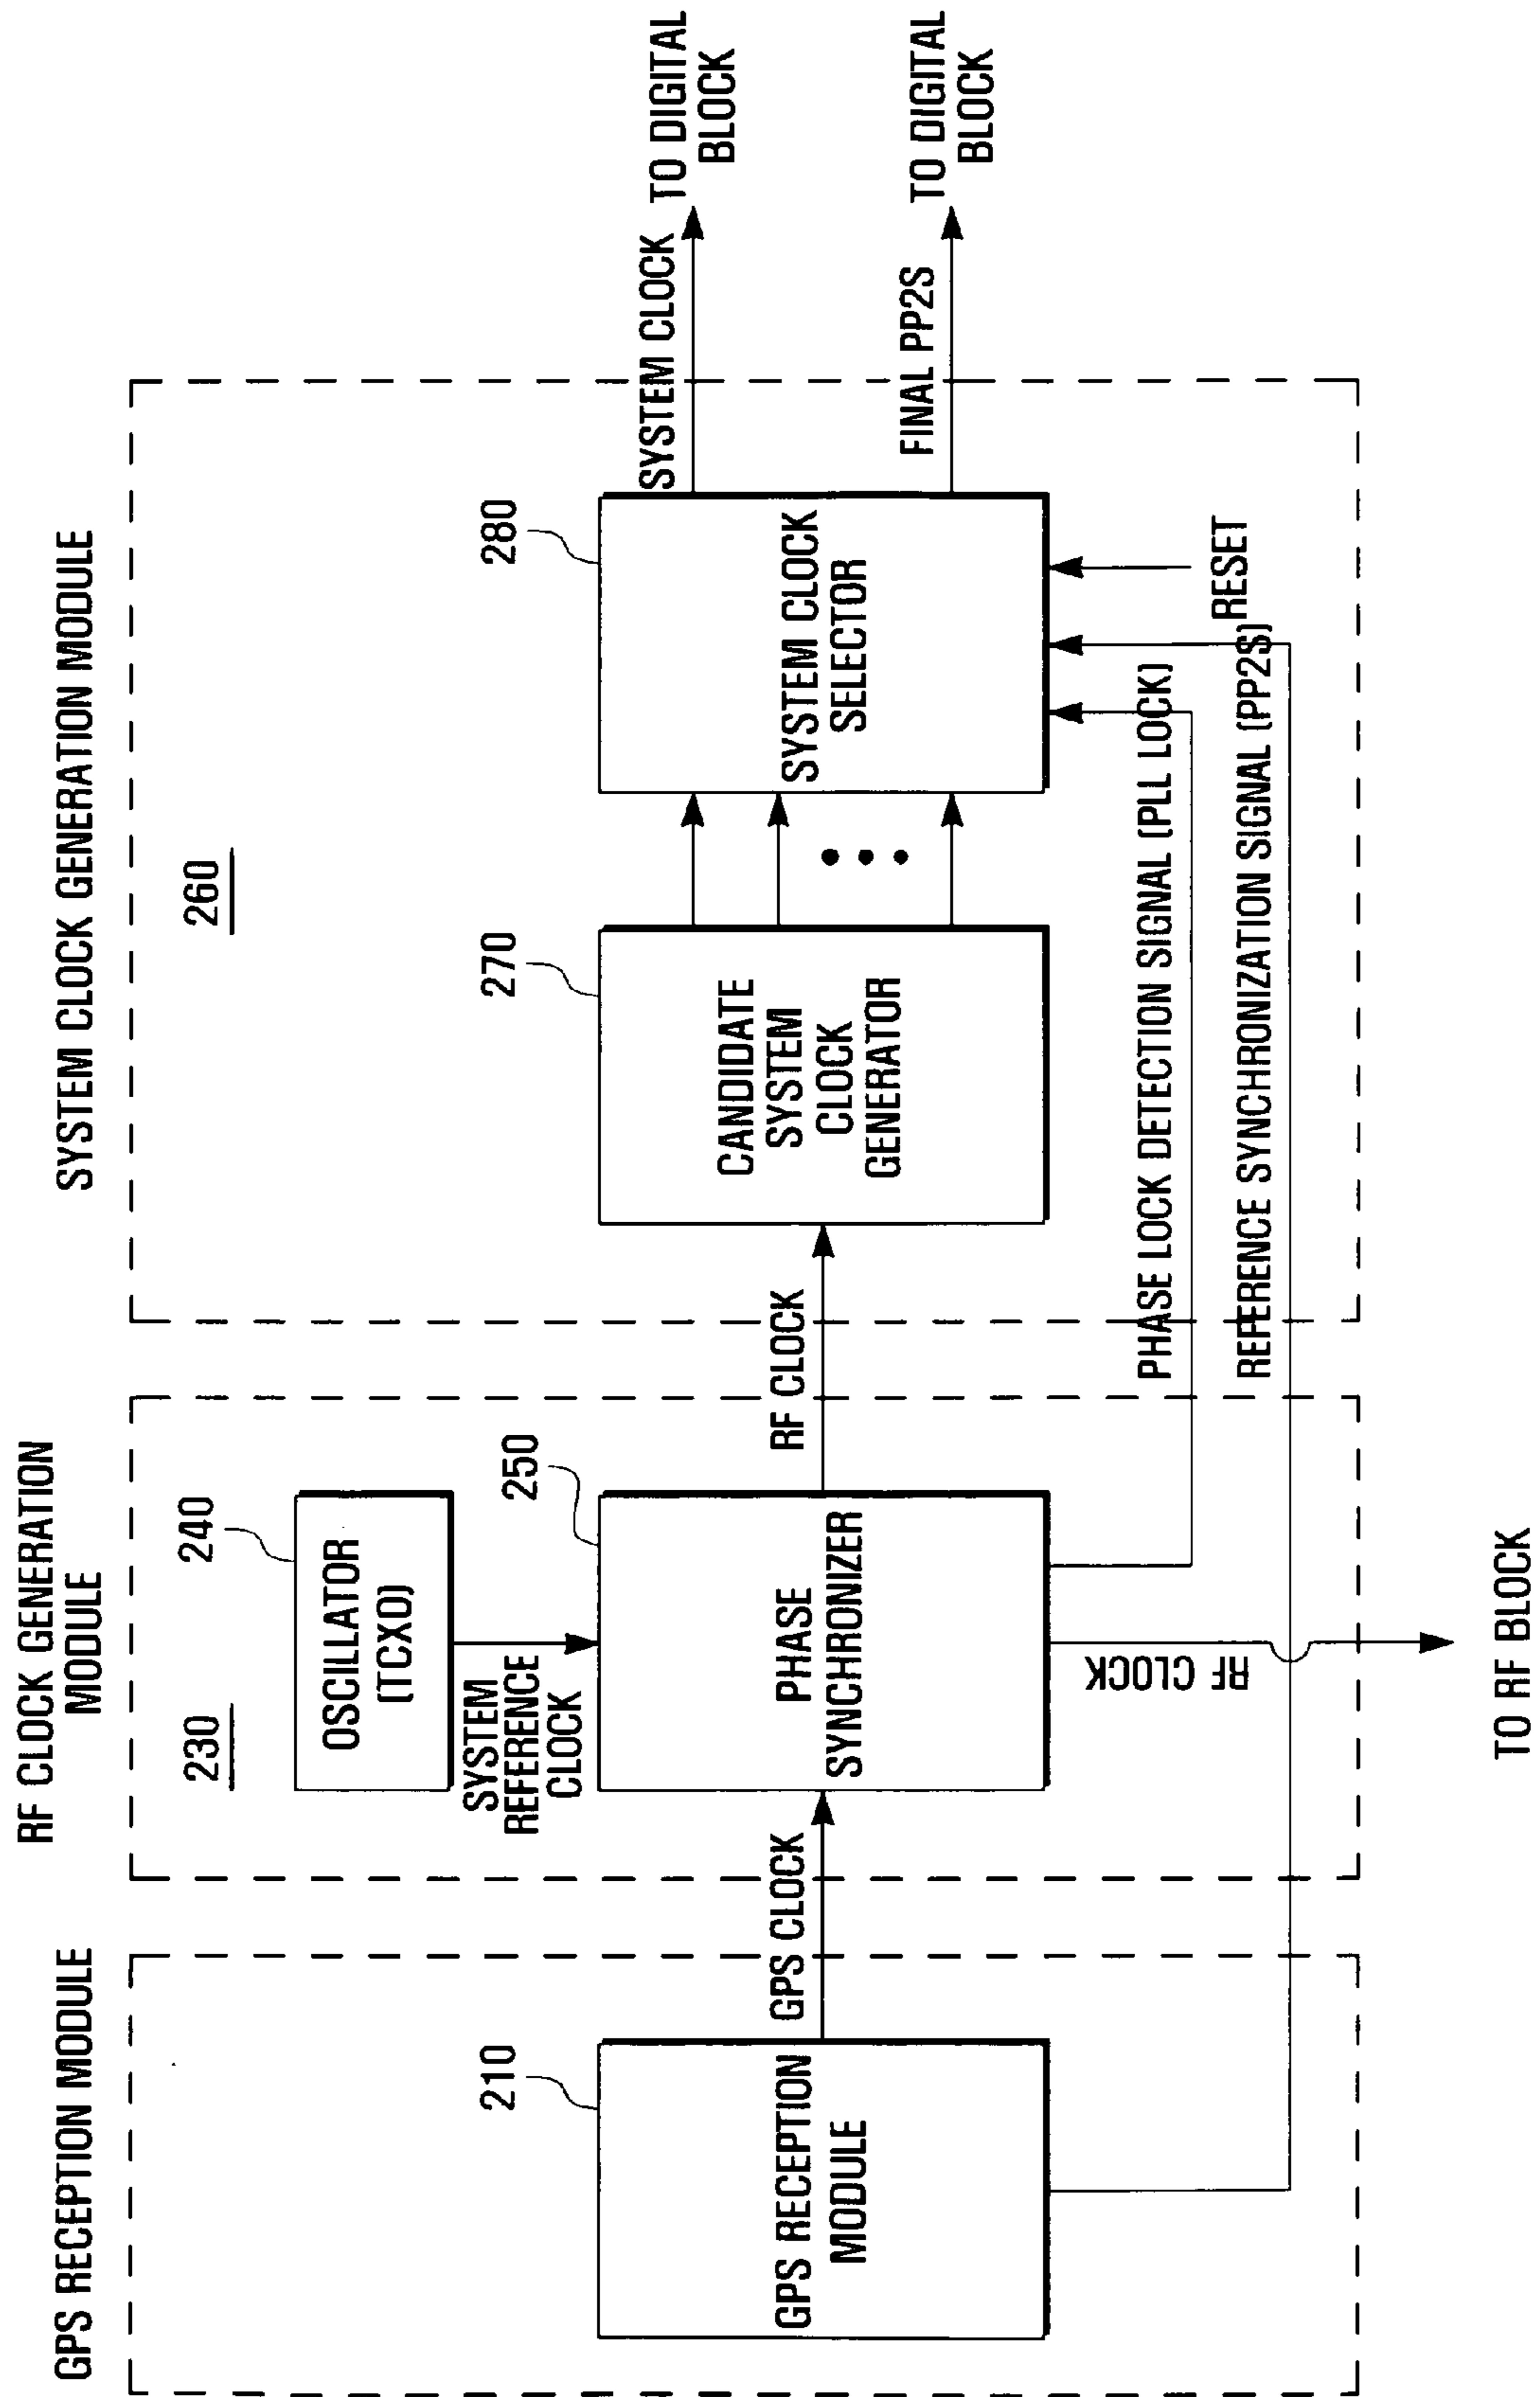 GPS RECEPTION MODULE
210
GPS RECEPTION
MODULE
GPS CLOCK
RF CLOCK GENERATION
MODULE
230
240
OSCILLATOR
(TCXO)
SYSTEM
REFERENCE
CLOCK
250
PHASE
SYNCHRONIZER
RF CLOCK
TO RF BLOCK
RF CLOCK
SYSTEM CLOCK GENERATION MODULE
260
270
CANDIDATE
SYSTEM
CLOCK
GENERATOR
280
SYSTEM CLOCK
SELECTOR
PHASE LOCK DETECTION SIGNAL (PLL LOCK)
REFERENCE SYNCHRONIZATION SIGNAL (PP2S)
RESET
SYSTEM CLOCK
TO DIGITAL
BLOCK
FINAL PP2S
TO DIGITAL
BLOCK